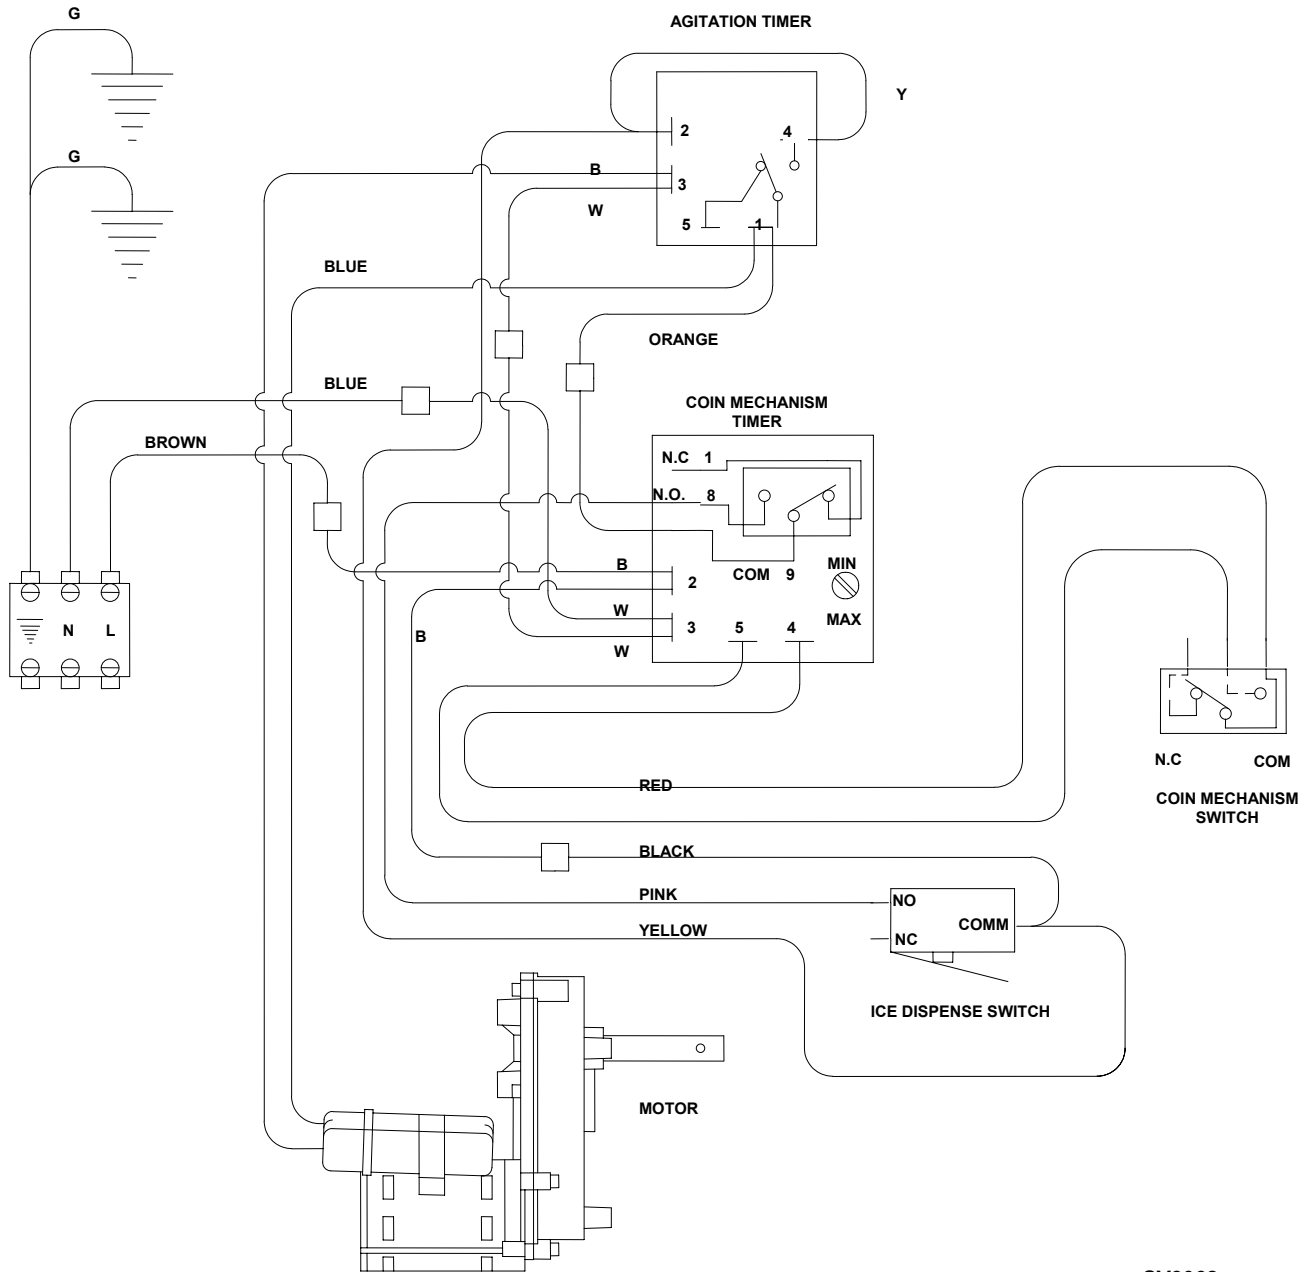 G
AGITATION TIMER
Y
2
4
G
B
3
W
5
1
BLUE
ORANGE
BLUE
COIN MECHANISM
TIMER
BROWN
N.C 1
N.O. 8
B
COM 9
MIN
2
W
MAX
N L
B
3
5
4
W
N.C
COM
RED
COIN MECHANISM
SWITCH
BLACK
PINK
NO
COMM
YELLOW
NC
ICE DISPENSE SWITCH
MOTOR